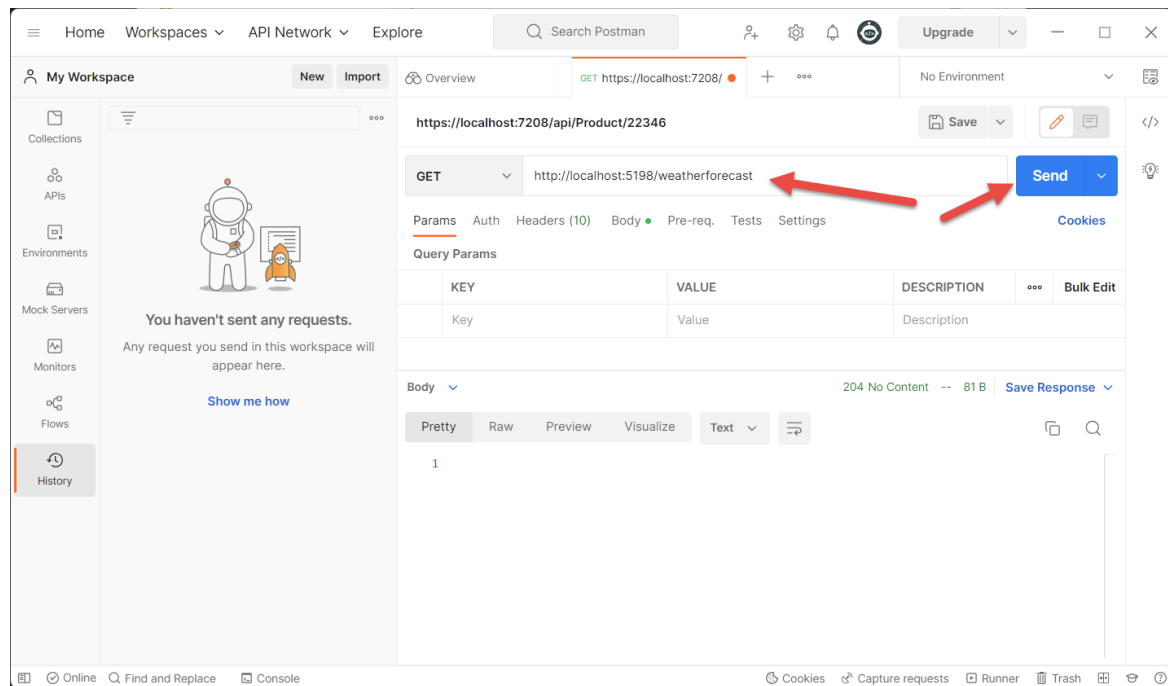 Home Workspaces API Network Explore Search Postman Upgrade
My Workspace New Import Overview GET https://localhost:7208/ No Environment
https://localhost:7208/api/Product/22346 Save
GET http://localhost:5198/weatherforecast Send
Params Auth Headers (10) Body Pre-req. Tests Settings Cookies
Query Params
KEY VALUE DESCRIPTION Bulk Edit
Key Value Description
Collections
APIs
Environments
Mock Servers
Monitors
Flows
History
You haven't sent any requests.
Any request you send in this workspace will
appear here.
Show me how
Body 204 No Content -- 81 B Save Response
Pretty Raw Preview Visualize Text
1
Online Find and Replace Console Cookies Capture requests Runner Trash